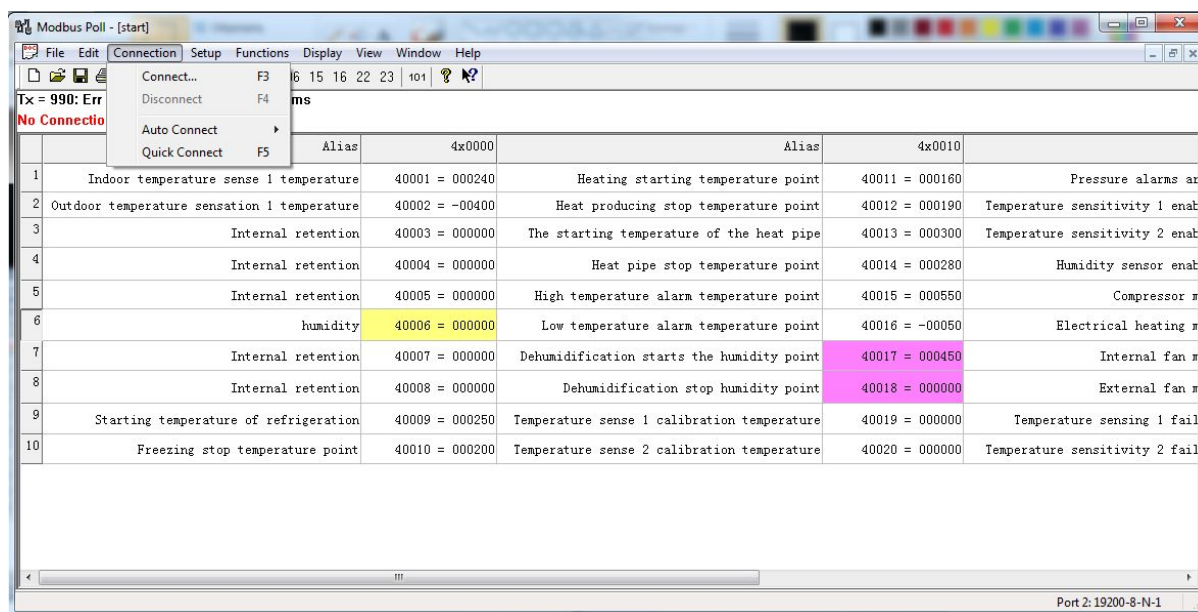 Modbus Poll - [start]
File Edit Connection Setup Functions Display View Window Help
Connect... F3
Disconnect F4
Auto Connect
Quick Connect F5
15 16 22 23 101
Tx = 990: Err ms
No Connectio
Alias 4x0000 Alias 4x0010
1 Indoor temperature sense 1 temperature 40001 = 000240 Heating starting temperature point 40011 = 000160 Pressure alarms
2 Outdoor temperature sensation 1 temperature 40002 = -00400 Heat producing stop temperature point 40012 = 000190 Temperature sensitivity 1 enab
3 Internal retention 40003 = 000000 The starting temperature of the heat pipe 40013 = 000300 Temperature sensitivity 2 enab
4 Internal retention 40004 = 000000 Heat pipe stop temperature point 40014 = 000280 Humidity sensor enab
5 Internal retention 40005 = 000000 High temperature alarm temperature point 40015 = 000550 Compressor
6 humidity 40006 = 000000 Low temperature alarm temperature point 40016 = -00050 Electrical heating
7 Internal retention 40007 = 000000 Dehumidification starts the humidity point 40017 = 000450 Internal fan
8 Internal retention 40008 = 000000 Dehumidification stop humidity point 40018 = 000000 External fan
9 Starting temperature of refrigeration 40009 = 000250 Temperature sense 1 calibration temperature 40019 = 000000 Temperature sensing 1 fail
10 Freezing stop temperature point 40010 = 000200 Temperature sense 2 calibration temperature 40020 = 000000 Temperature sensitivity 2 fail
Port 2: 19200-8-N-1